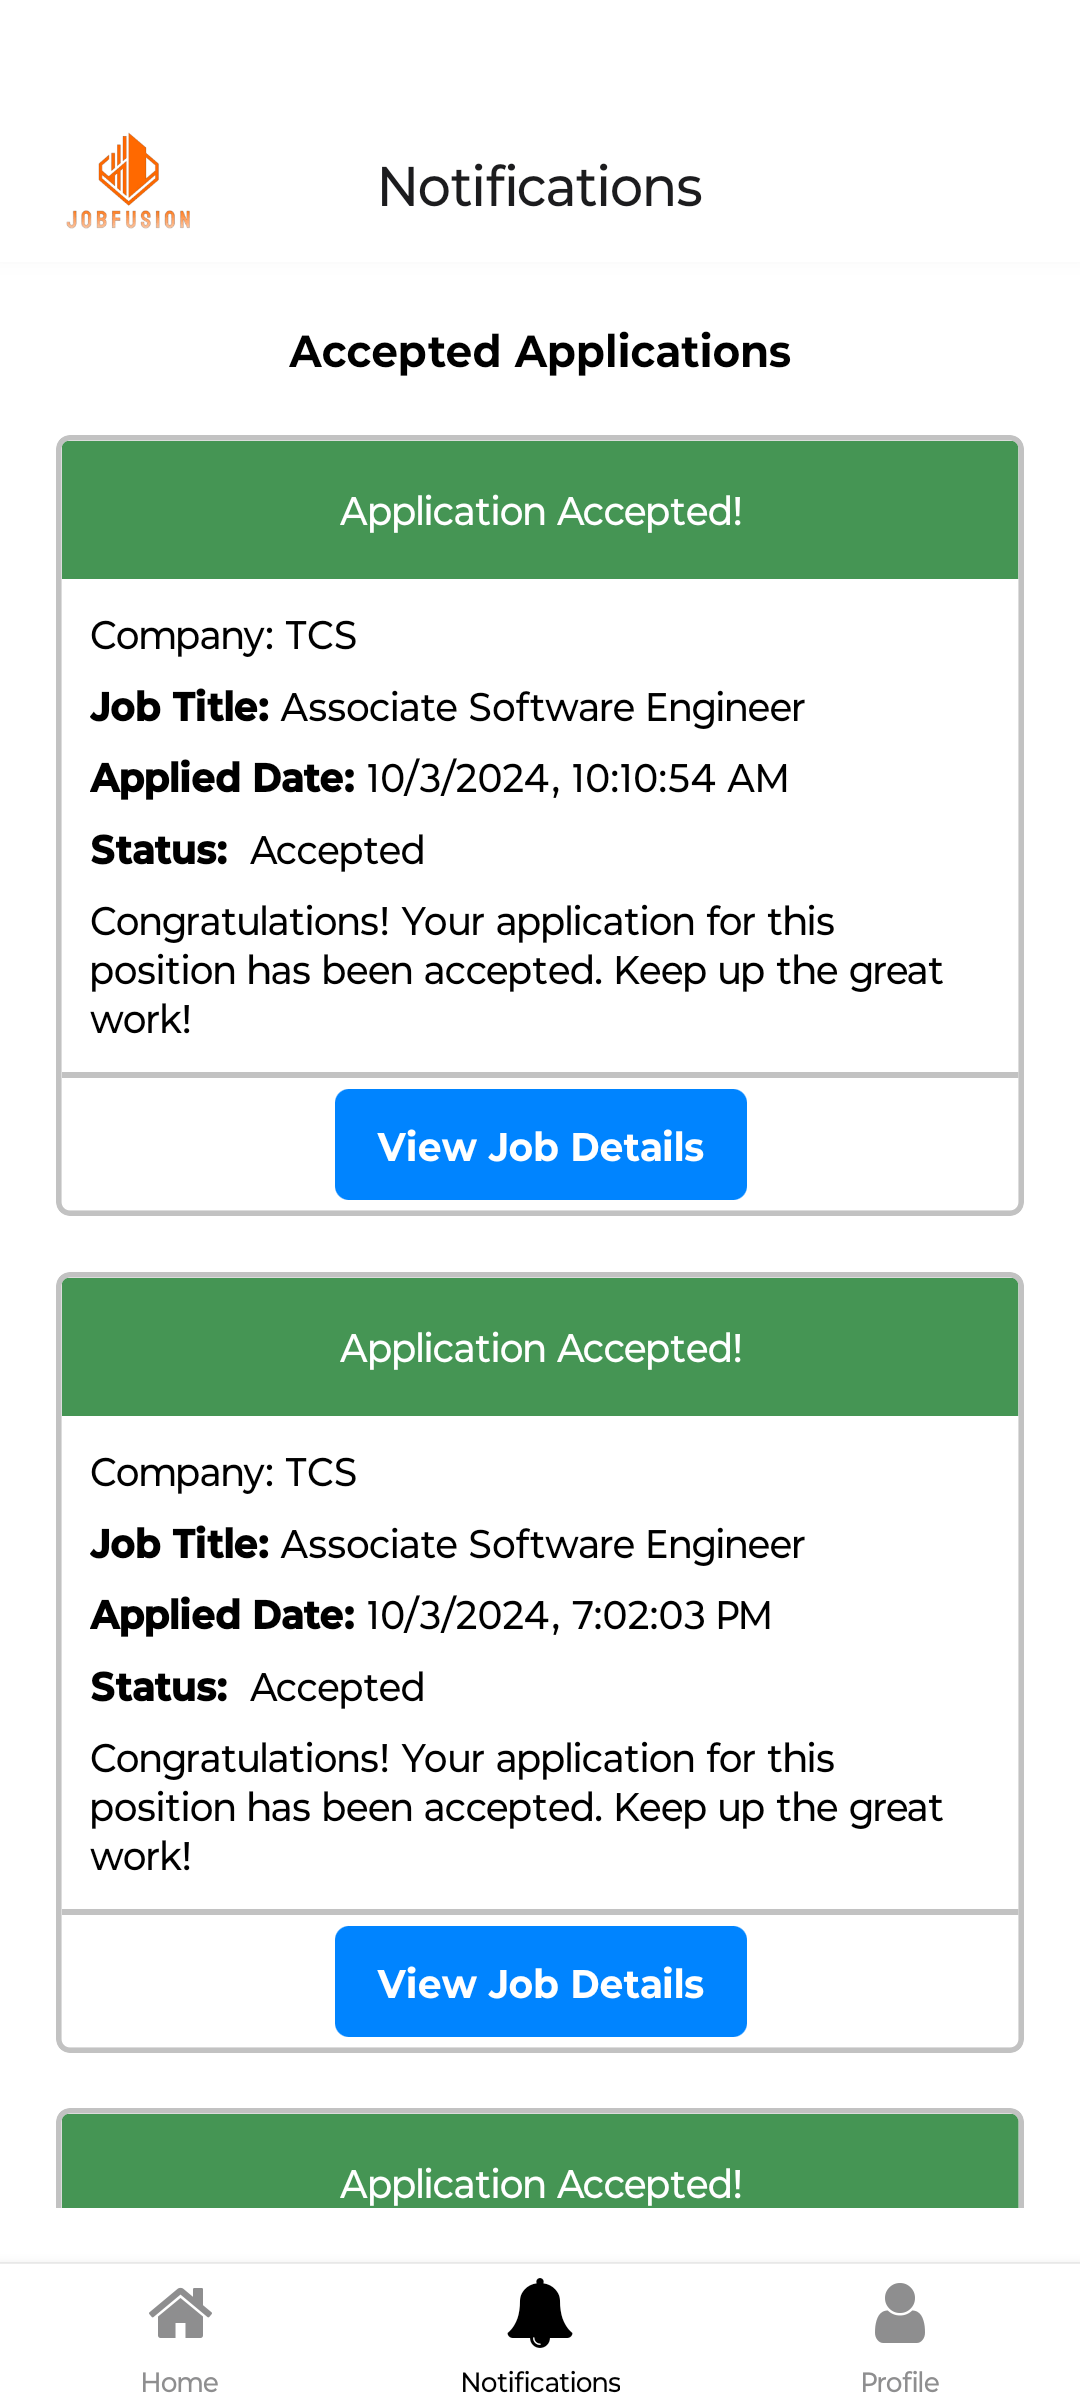 JOBFUSION
Notifications
Accepted Applications
Application Accepted!
Company: TCS
Job Title: Associate Software Engineer
Applied Date: 10/3/2024, 10:10:54 AM
Status: Accepted
Congratulations! Your application for this
position has been accepted. Keep up the great
work!
View Job Details
Application Accepted!
Company: TCS
Job Title: Associate Software Engineer
Applied Date: 10/3/2024, 7:02:03 PM
Status: Accepted
Congratulations! Your application for this
position has been accepted. Keep up the great
work!
View Job Details
Application Accepted!
Home
Notifications
Profile